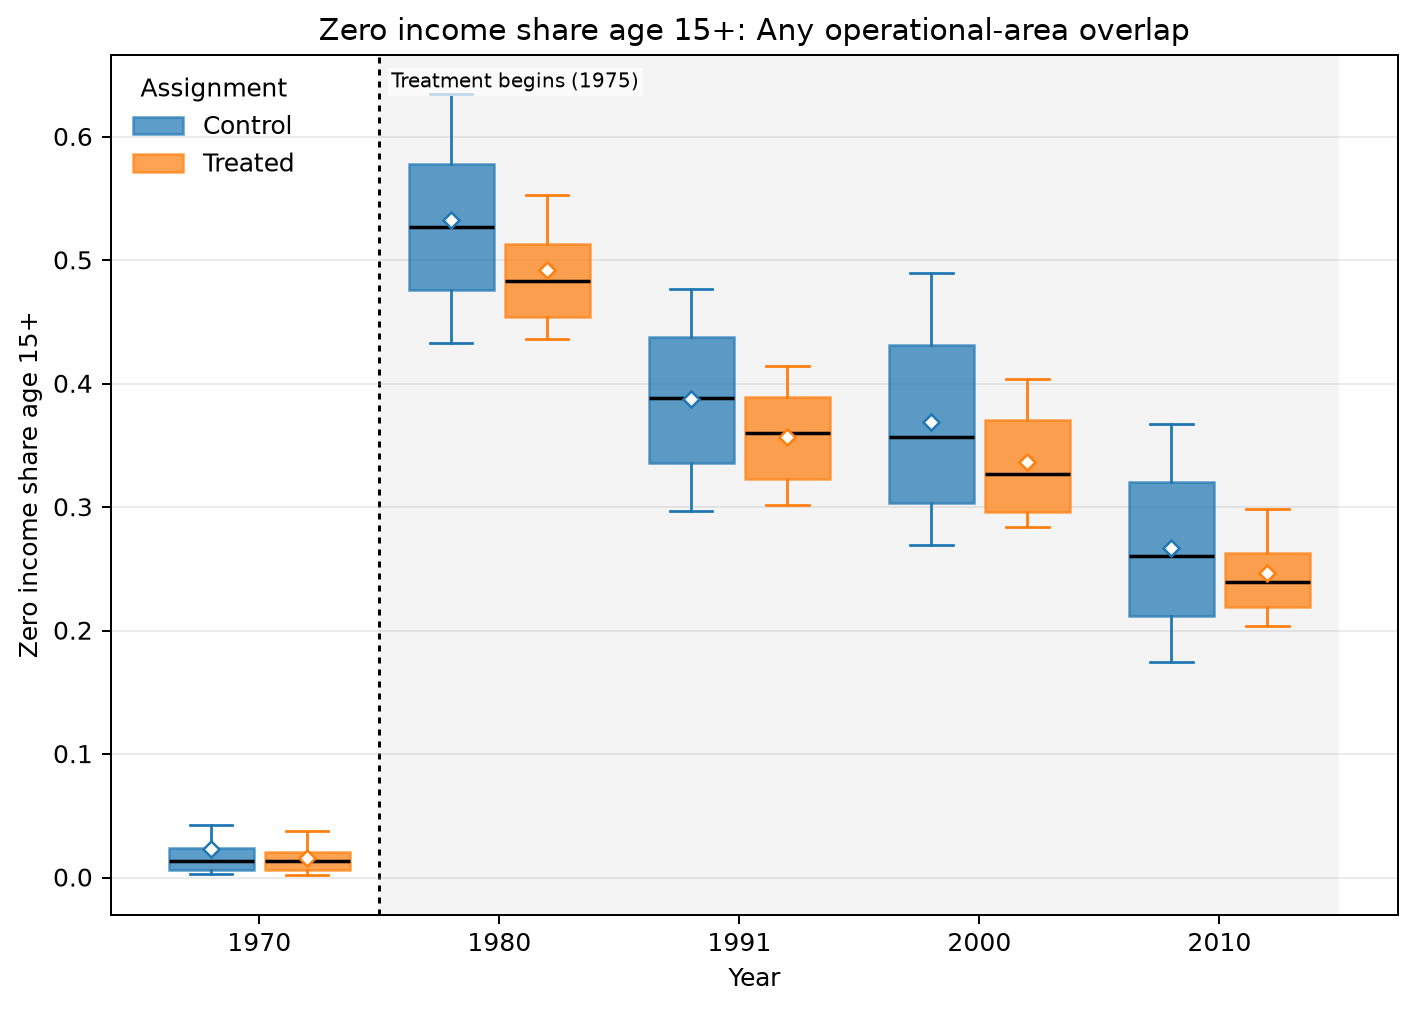 Zero income share age 15+: Any operational-area overlap
Treatment begins (1975)
Assignment
Control
Treated
Zero income share age 15+
0.6
0.5
0.4
0.3
0.2
0.1
0.0
1970 1980 1991 2000 2010
Year